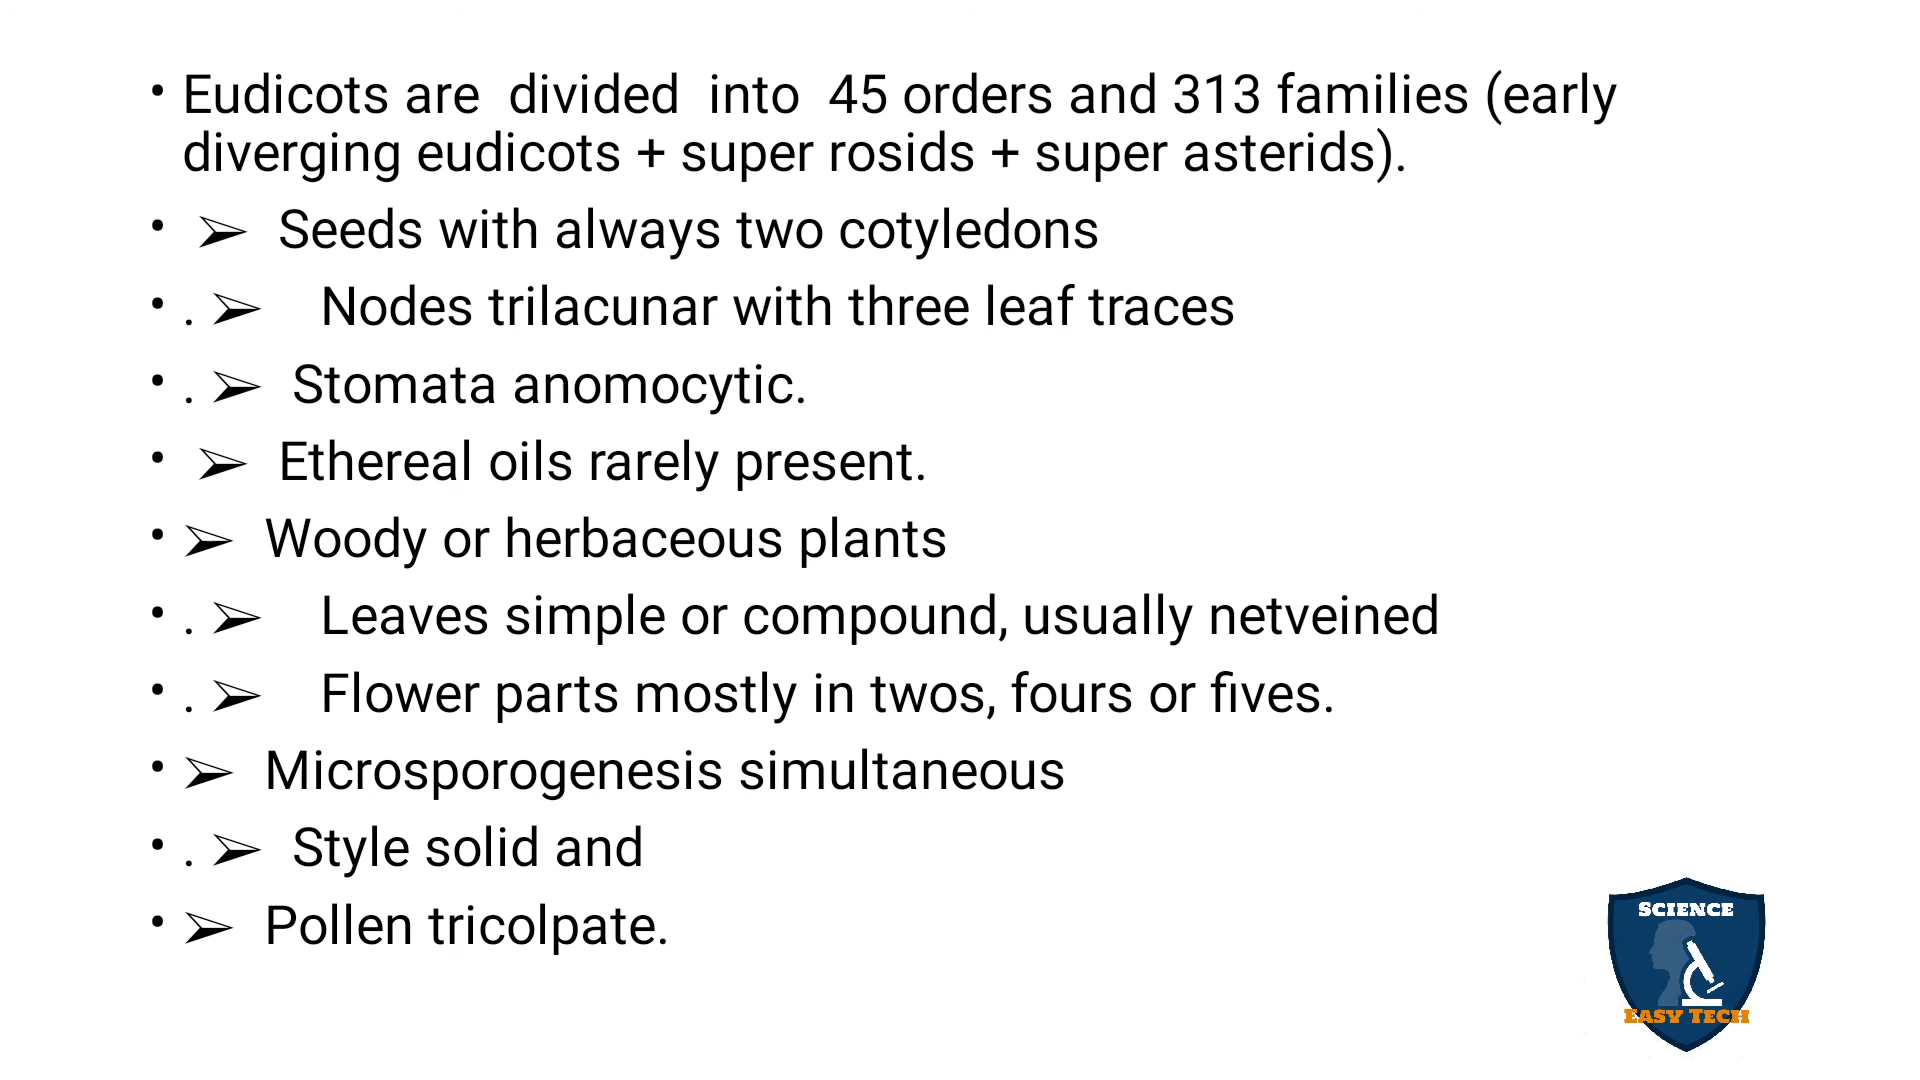 • Eudicots are divided into 45 orders and 313 families (early
diverging eudicots + super rosids + super asterids).
• ➢ Seeds with always two cotyledons
• . ➢ Nodes trilacunar with three leaf traces
• . ➢ Stomata anomocytic.
• ➢ Ethereal oils rarely present.
• ➢ Woody or herbaceous plants
• . ➢ Leaves simple or compound, usually netveined
• . ➢ Flower parts mostly in twos, fours or fives.
• ➢ Microsporogenesis simultaneous
• . ➢ Style solid and
• ➢ Pollen tricolpate.
SCIENCE
EASY TECH